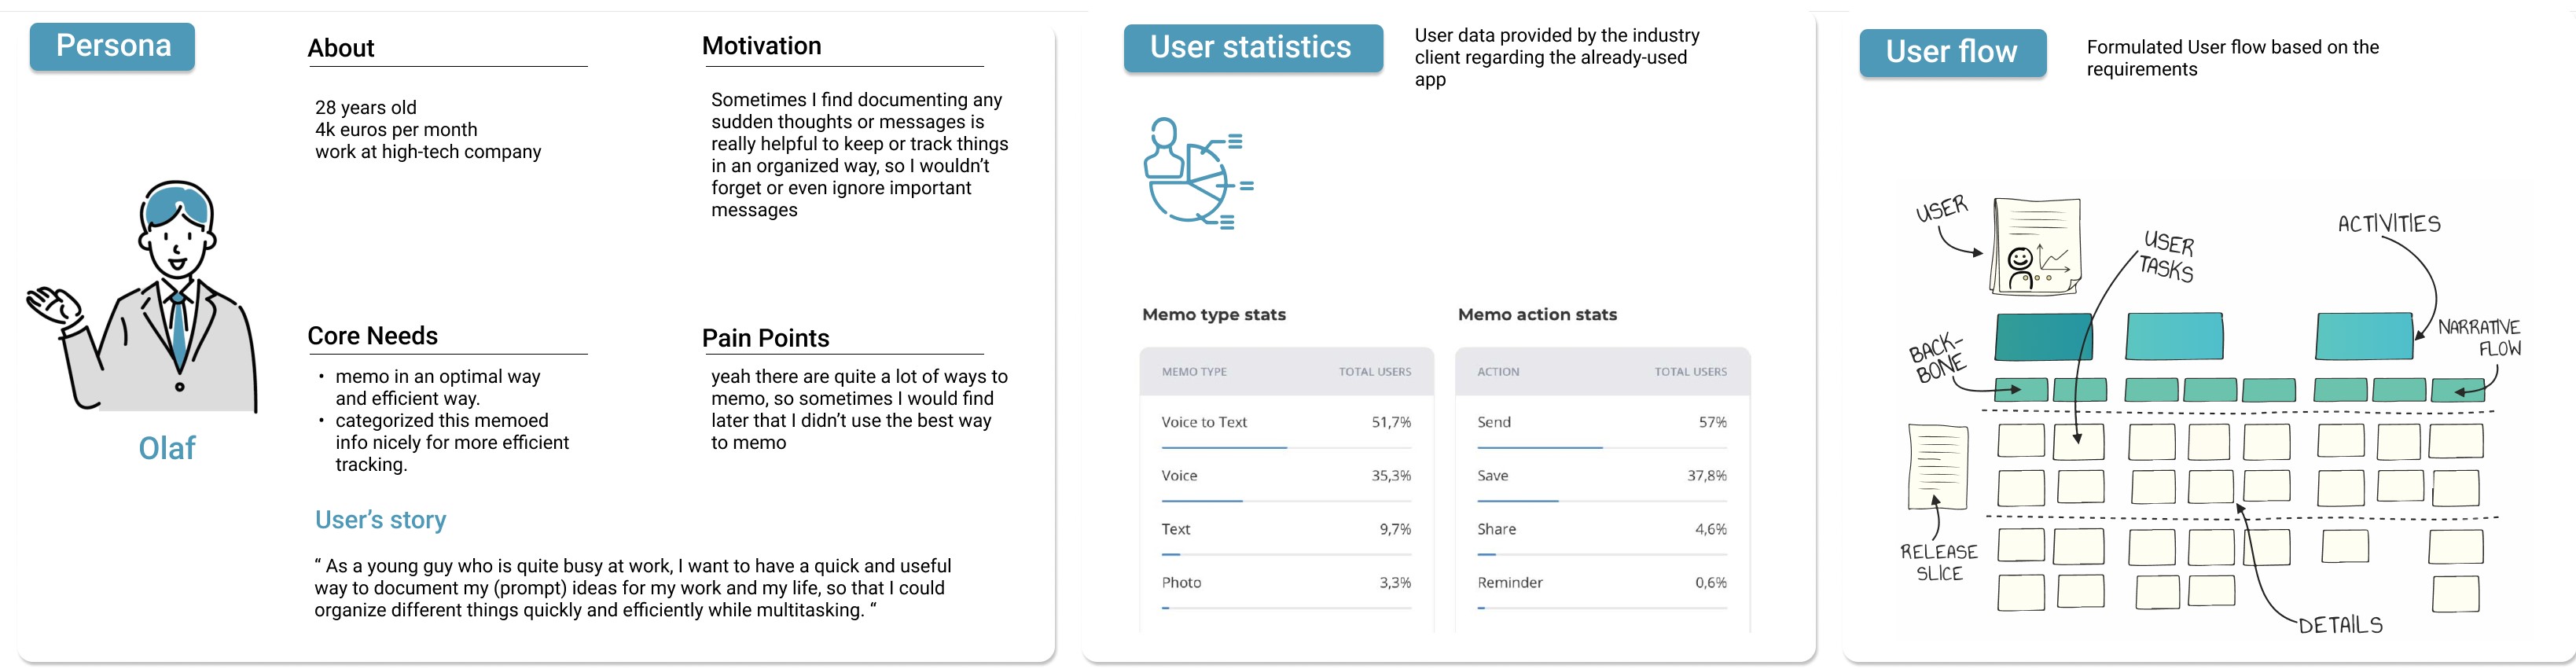 Persona
About
28 years old
4k euros per month
work at high-tech company
Motivation
Sometimes I find documenting any
sudden thoughts or messages is
really helpful to keep or track things
in an organized way, so I wouldn't
forget or even ignore important
messages
Olaf
Core Needs
• memo in an optimal way
and efficient way.
• categorized this memoed
info nicely for more efficient
tracking.
Pain Points
yeah there are quite a lot of ways to
memo, so sometimes I would find
later that I didn't use the best way
to memo
User's story
“ As a young guy who is quite busy at work, I want to have a quick and useful
way to document my (prompt) ideas for my work and my life, so that I could
organize different things quickly and efficiently while multitasking. “
User statistics
User data provided by the industry
client regarding the already-used
app
Memo type stats
MEMO TYPE TOTAL USERS
Voice to Text 51,7%
Voice 35,3%
Text 9,7%
Photo 3,3%
Memo action stats
ACTION TOTAL USERS
Send 57%
Save 37,8%
Share 4,6%
Reminder 0,6%
User flow
Formulated User flow based on the
requirements
USER
USER
TASKS
ACTIVITIES
BACK-
BONE
NARRATIVE
FLOW
RELEASE
SLICE
DETAILS